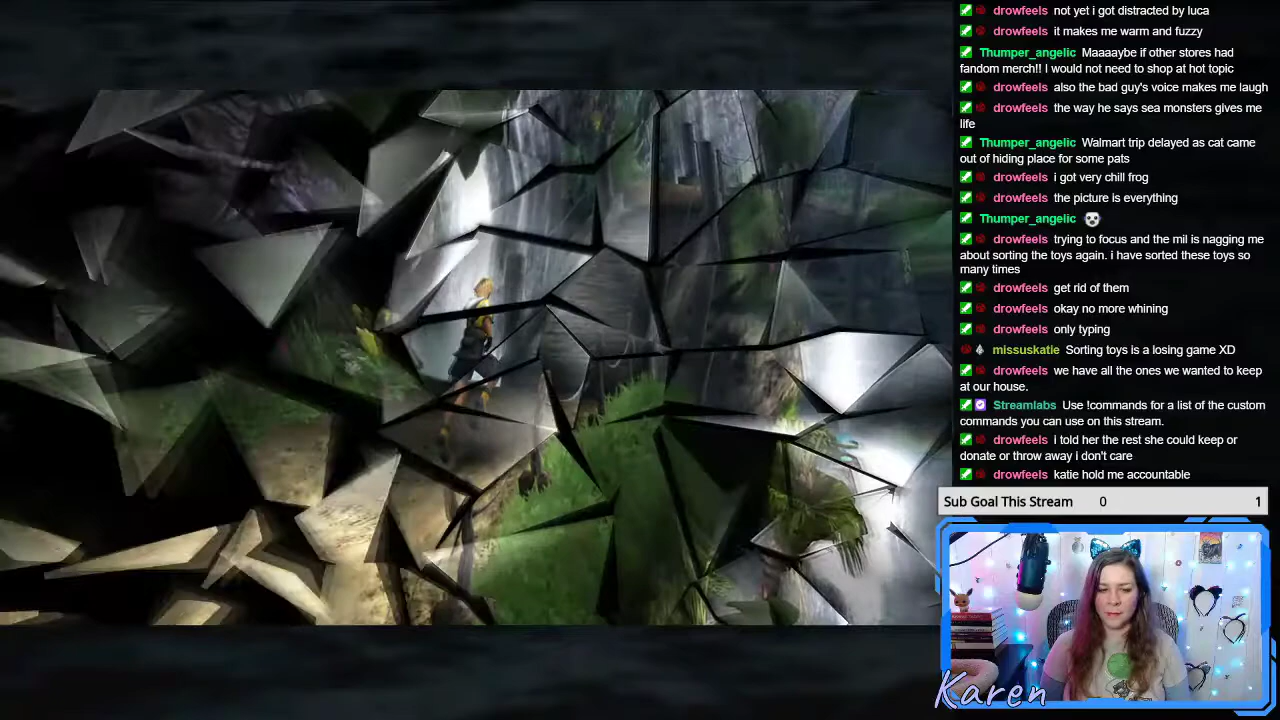 drowfeels not yet i got distracted by luca
drowfeels it makes me warm and fuzzy
Thumper_angelic Maaaaybe if other stores had
fandom merch!! I would not need to shop at hot topic
drowfeels also the bad guy's voice makes me laugh
drowfeels the way he says sea monsters gives me
life
Thumper_angelic Walmart trip delayed as cat came
out of hiding place for some pats
drowfeels i got very chill frog
drowfeels the picture is everything
Thumper_angelic
drowfeels trying to focus and the mil is nagging me
about sorting the toys again. i have sorted these toys so
many times
drowfeels get rid of them
drowfeels okay no more whining
drowfeels only typing
missuskatie Sorting toys is a losing game XD
drowfeels we have all the ones we wanted to keep
at our house.
Streamlabs Use !commands for a list of the custom
commands you can use on this stream.
drowfeels i told her the rest she could keep or
donate or throw away i don't care
drowfeels katie hold me accountable
Sub Goal This Stream 0 1
Karen